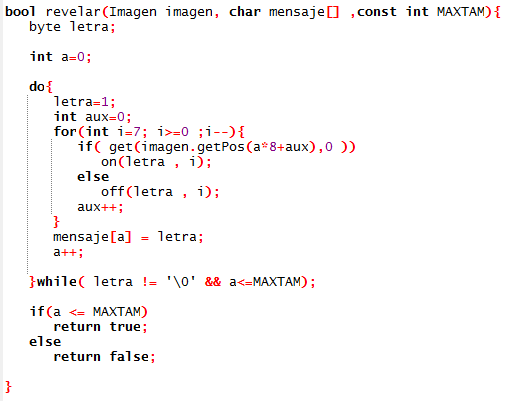 bool revelar(Imagen imagen, char mensaje[] ,const int MAXTAM){
byte letra;
int a=0;
do{
letra=1;
int aux=0;
for(int i=7; i>=0 ;i--){
if( get(imagen.getPos(a*8+aux),0 ))
on(letra , i);
else
off(letra , i);
aux++;
}
mensaje[a] = letra;
a++;
}while( letra != '\0' && a<=MAXTAM);
if(a <= MAXTAM)
return true;
else
return false;
}